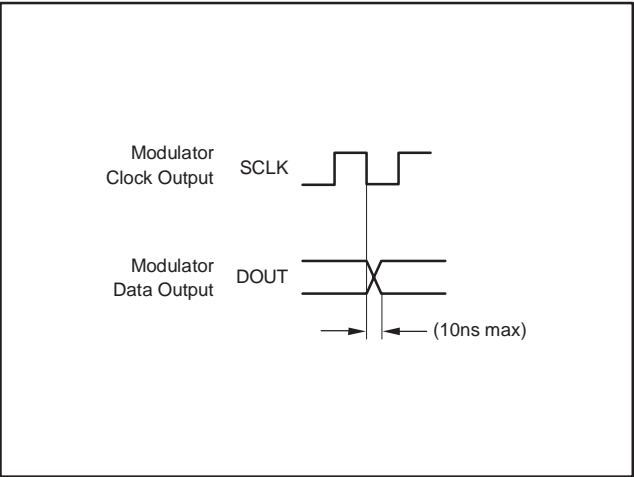 Modulator
Clock Output
SCLK
Modulator
Data Output
DOUT
(10ns max)